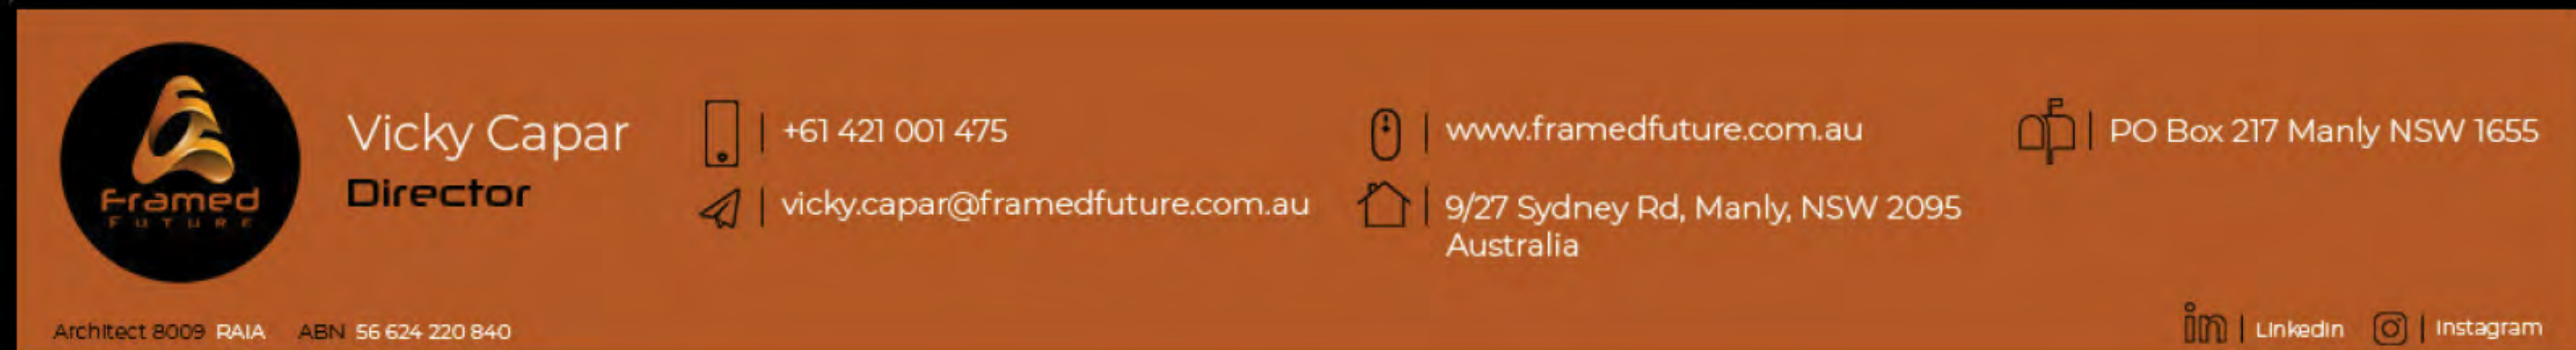 Framed
FUTURE
Vicky Capar
Director
+61 421 001 475
vicky.capar@framedfuture.com.au
www.framedfuture.com.au
9/27 Sydney Rd, Manly, NSW 2095
Australia
PO Box 217 Manly NSW 1655
Architect 8009 RAIA ABN 56 624 220 840
in LinkedIn Instagram